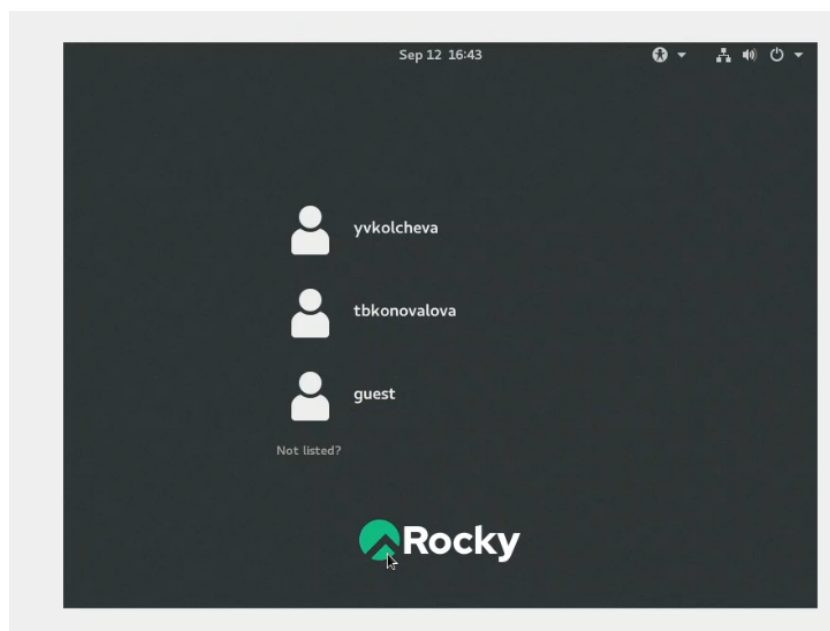 Sep 12 16:43
yvkolcheva
tbkonovalova
guest
Not listed?
Rocky